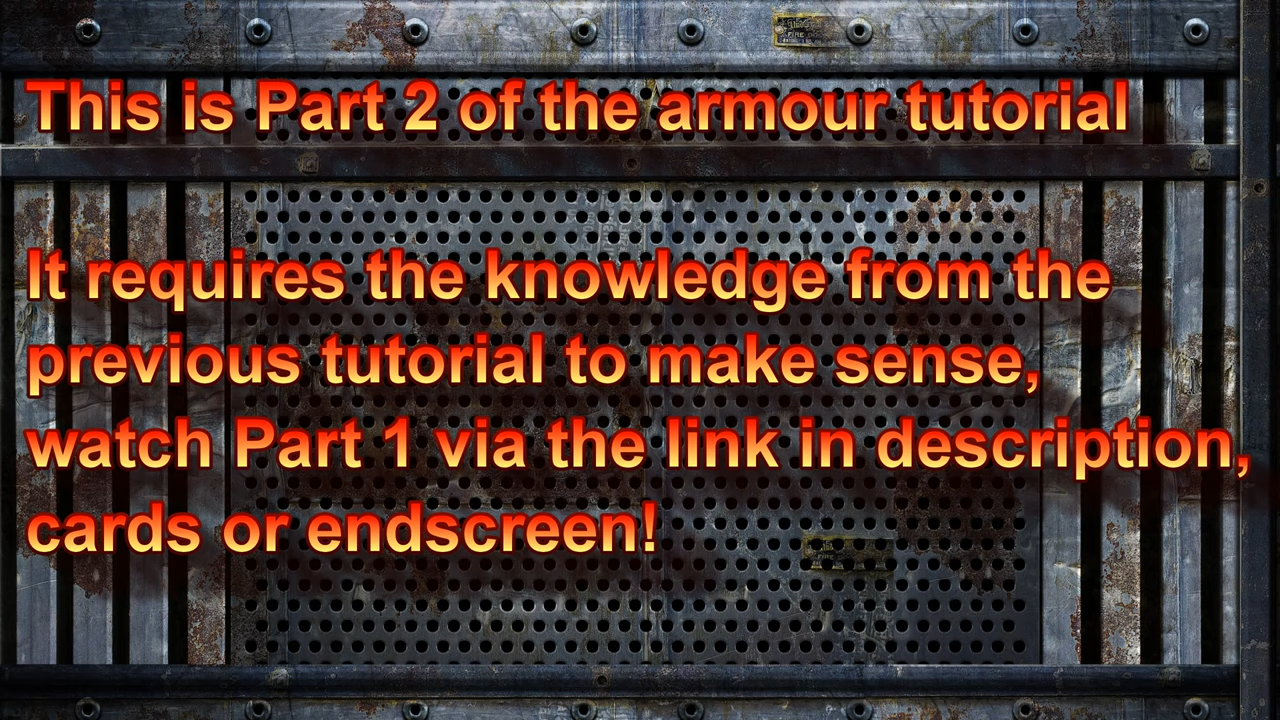 This is Part 2 of the armour tutorial
It requires the knowledge from the
previous tutorial to make sense,
watch Part 1 via the link in description,
cards or endscreen!